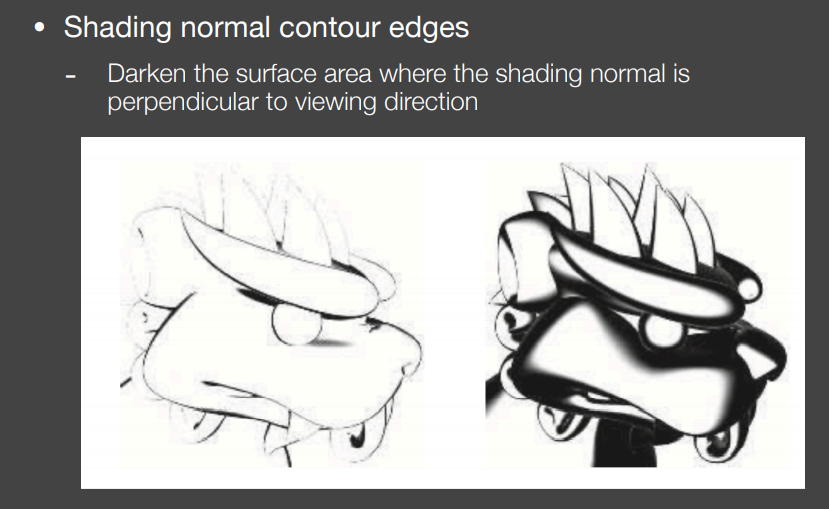 • Shading normal contour edges
- Darken the surface area where the shading normal is
perpendicular to viewing direction